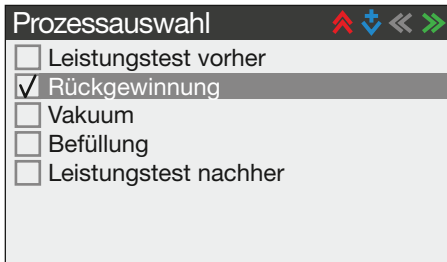 Prozessauswahl
Leistungstest vorher
Rückgewinnung
Vakuum
Befüllung
Leistungstest nachher